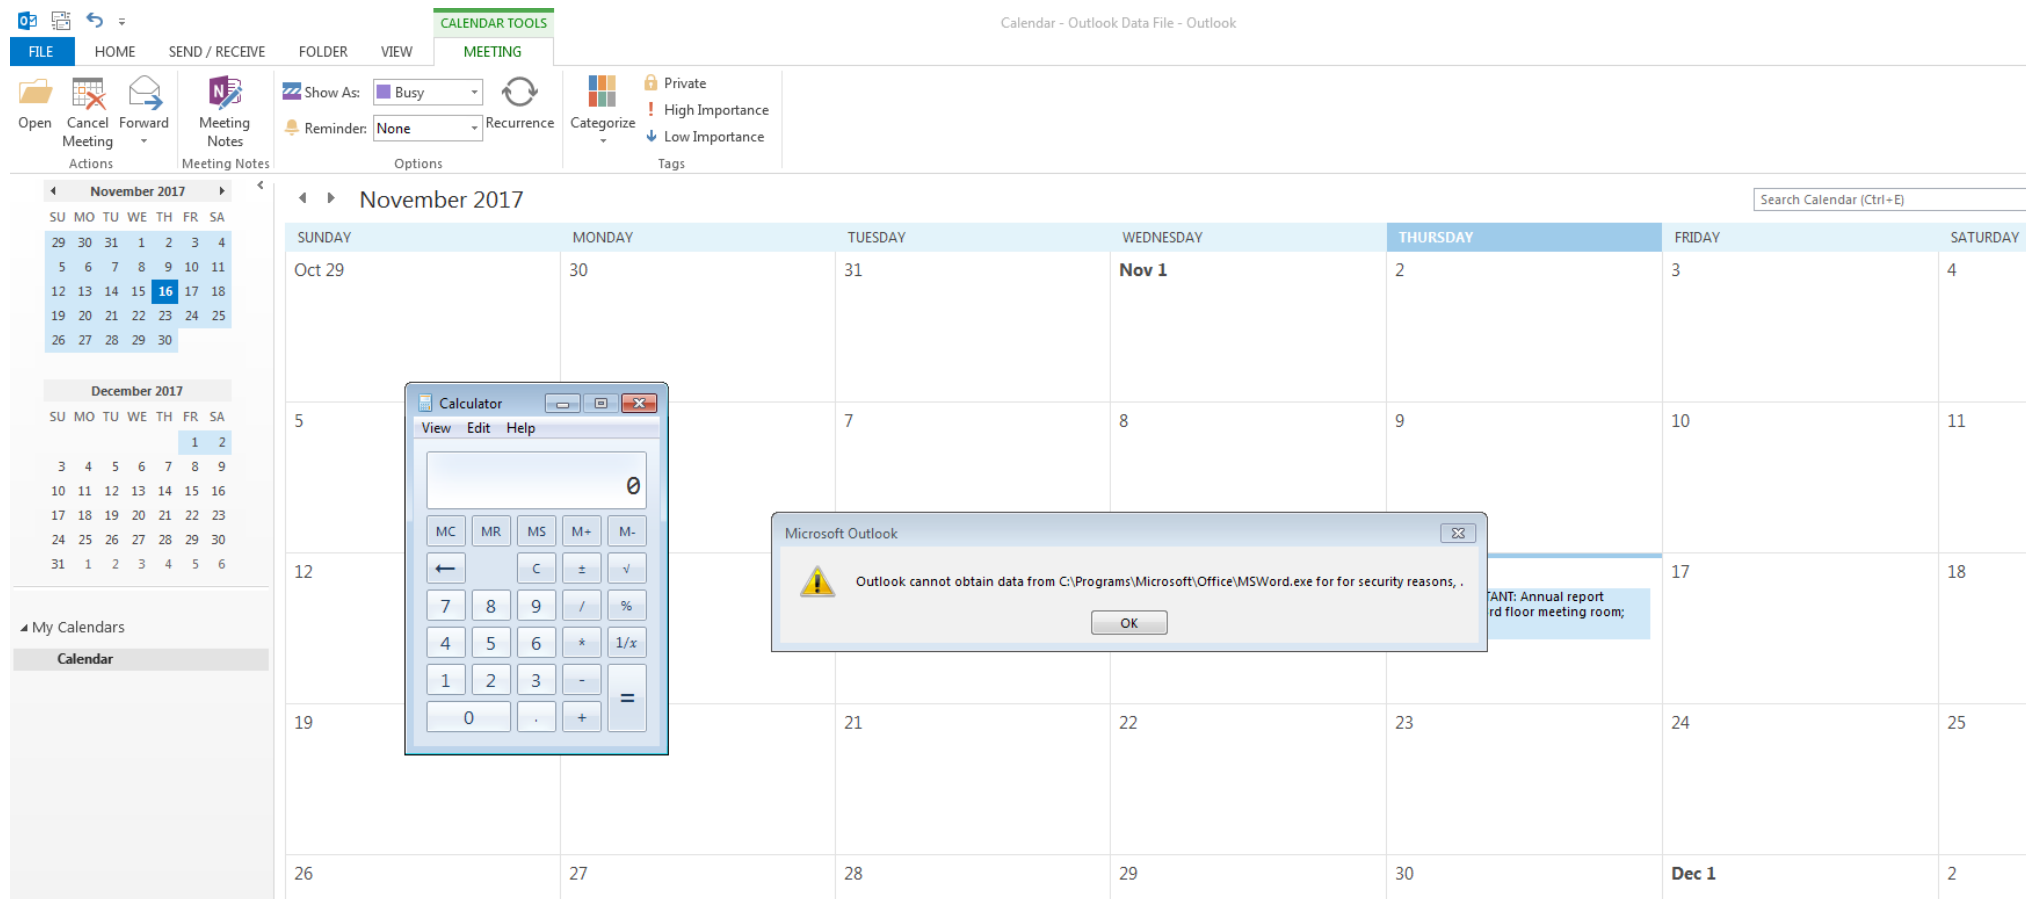 CALENDAR TOOLS
Calendar - Outlook Data File - Outlook
FILE HOME SEND / RECEIVE FOLDER VIEW MEETING
Open
Cancel Meeting
Forward
Actions
Meeting Notes
Meeting Notes
Show As: Busy
Reminder: None
Recurrence
Options
Categorize
Private
High Importance
Low Importance
Tags
November 2017
SU MO TU WE TH FR SA
29 30 31 1 2 3 4
5 6 7 8 9 10 11
12 13 14 15 16 17 18
19 20 21 22 23 24 25
26 27 28 29 30
December 2017
SU MO TU WE TH FR SA
1 2
3 4 5 6 7 8 9
10 11 12 13 14 15 16
17 18 19 20 21 22 23
24 25 26 27 28 29 30
31 1 2 3 4 5 6
My Calendars
Calendar
November 2017
Search Calendar (Ctrl+E)
SUNDAY MONDAY TUESDAY WEDNESDAY THURSDAY FRIDAY SATURDAY
Oct 29 30 31 Nov 1 2 3 4
5 7 8 9 10 11
12 17 18
TANT: Annual report
rd floor meeting room;
19 21 22 23 24 25
26 27 28 29 30 Dec 1 2
Calculator
View Edit Help
0
MC MR MS M+ M-
← C ± √
7 8 9 / %
4 5 6 * 1/x
1 2 3 - =
0 . +
Microsoft Outlook
Outlook cannot obtain data from C:\Programs\Microsoft\Office\MSWord.exe for for security reasons, .
OK